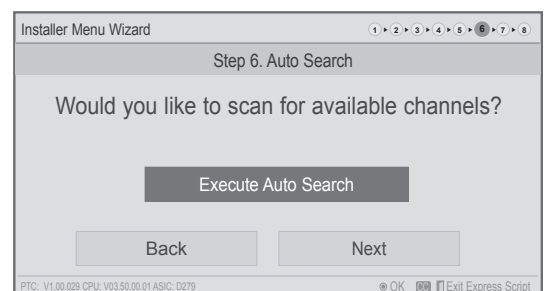 Installer Menu Wizard 1 2 3 4 5 6 7 8
Step 6. Auto Search
Would you like to scan for available channels?
Execute Auto Search
Back Next
PTC: V1.00.029 CPU: V03.50.00.01 ASIC: D279 OK CC Exit Express Script